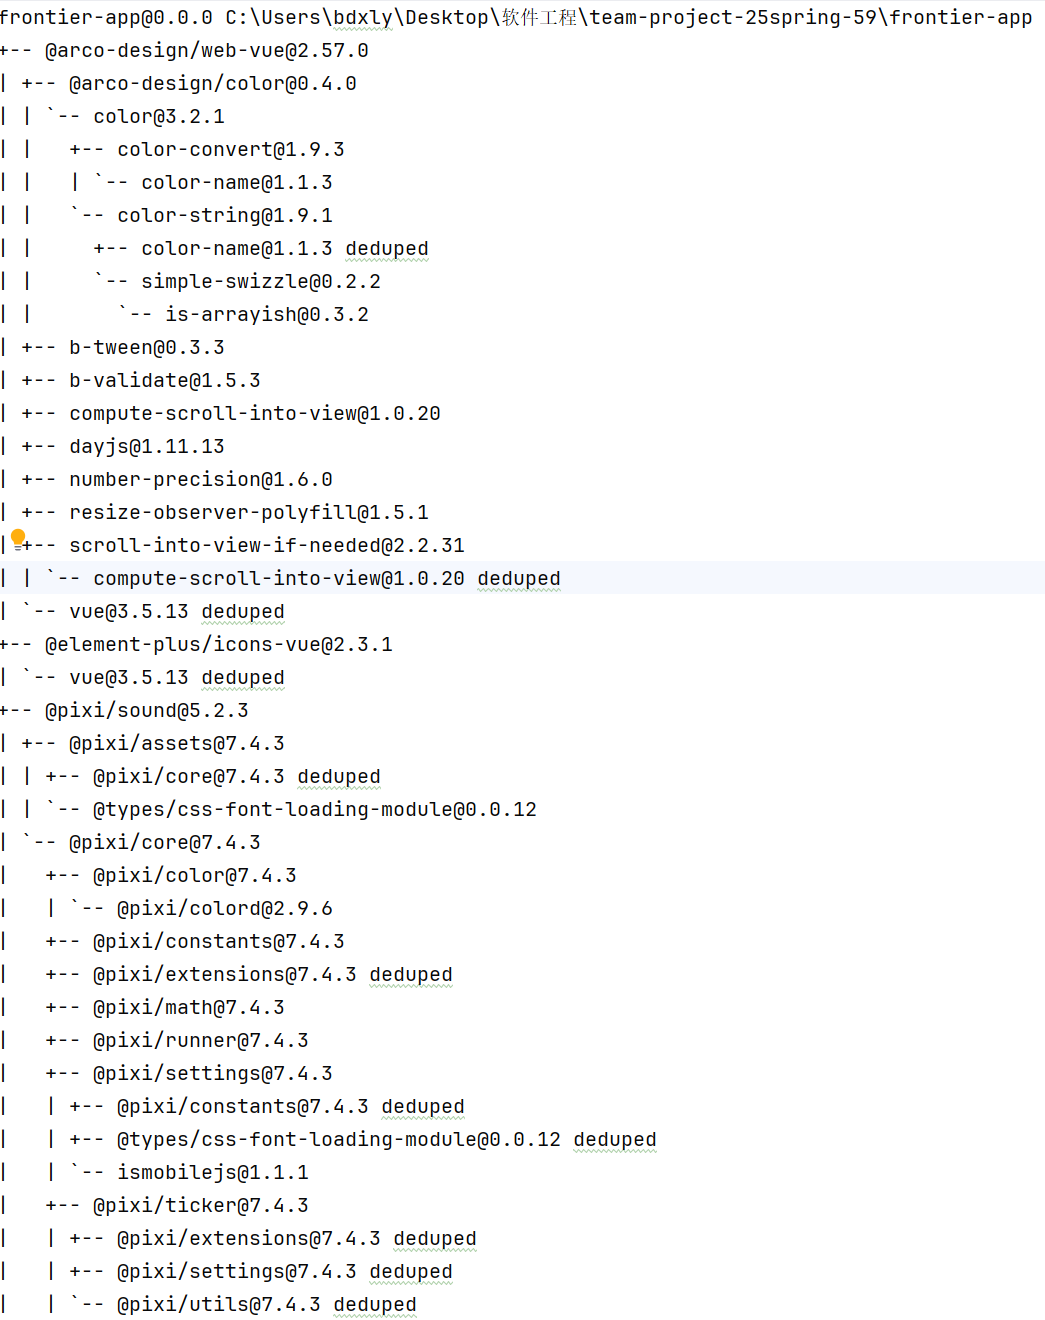 frontier-app@0.0.0 C:\Users\bdxly\Desktop\软件工程\team-project-25spring-59\frontier-app
+-- @arco-design/web-vue@2.57.0
| +-- @arco-design/color@0.4.0
| | `-- color@3.2.1
| |   +-- color-convert@1.9.3
| |   | `-- color-name@1.1.3
| |   `-- color-string@1.9.1
| |     +-- color-name@1.1.3 deduped
| |     `-- simple-swizzle@0.2.2
| |       `-- is-arrayish@0.3.2
| +-- b-tween@0.3.3
| +-- b-validate@1.5.3
| +-- compute-scroll-into-view@1.0.20
| +-- dayjs@1.11.13
| +-- number-precision@1.6.0
| +-- resize-observer-polyfill@1.5.1
| +-- scroll-into-view-if-needed@2.2.31
| | `-- compute-scroll-into-view@1.0.20 deduped
| `-- vue@3.5.13 deduped
+-- @element-plus/icons-vue@2.3.1
| `-- vue@3.5.13 deduped
+-- @pixi/sound@5.2.3
| +-- @pixi/assets@7.4.3
| | +-- @pixi/core@7.4.3 deduped
| | `-- @types/css-font-loading-module@0.0.12
| `-- @pixi/core@7.4.3
|   +-- @pixi/color@7.4.3
|   | `-- @pixi/colord@2.9.6
|   +-- @pixi/constants@7.4.3
|   +-- @pixi/extensions@7.4.3 deduped
|   +-- @pixi/math@7.4.3
|   +-- @pixi/runner@7.4.3
|   +-- @pixi/settings@7.4.3
|   | +-- @pixi/constants@7.4.3 deduped
|   | +-- @types/css-font-loading-module@0.0.12 deduped
|   | `-- ismobilejs@1.1.1
|   +-- @pixi/ticker@7.4.3
|   | +-- @pixi/extensions@7.4.3 deduped
|   | +-- @pixi/settings@7.4.3 deduped
|   | `-- @pixi/utils@7.4.3 deduped